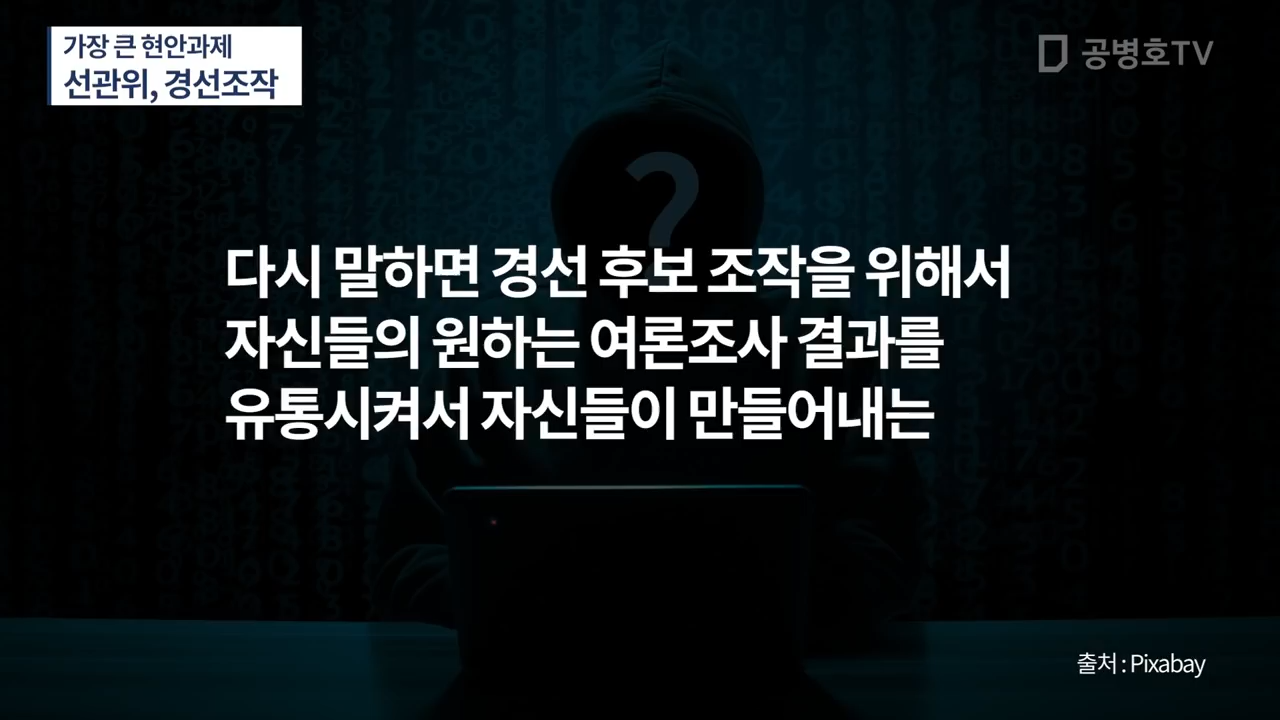 가장 큰 현안과제
선관위, 경선조작
공병호TV
?
다시 말하면 경선 후보 조작을 위해서
자신들의 원하는 여론조사 결과를
유통시켜서 자신들이 만들어내는
출처 : Pixabay